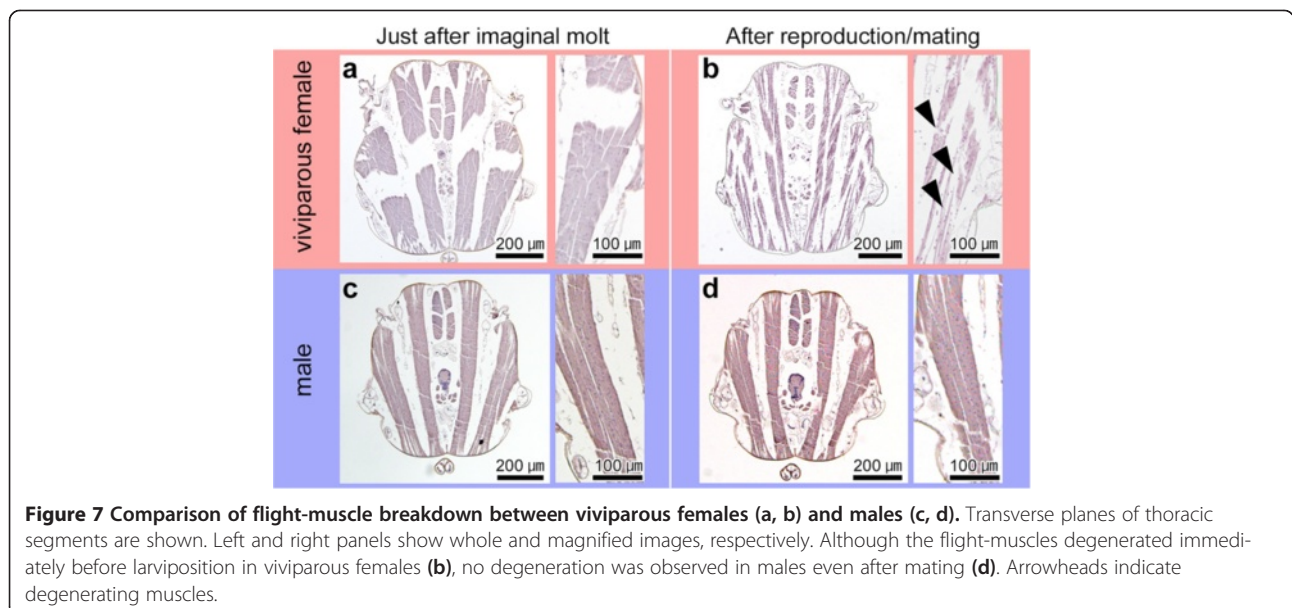 Just after imaginal molt
After reproduction/mating
viviparous female
a
200 µm
100 µm
b
200 µm
100 µm
male
c
200 µm
100 µm
d
200 µm
100 µm
Figure 7 Comparison of flight-muscle breakdown between viviparous females (a, b) and males (c, d). Transverse planes of thoracic
segments are shown. Left and right panels show whole and magnified images, respectively. Although the flight-muscles degenerated immedi-
ately before larviposition in viviparous females (b), no degeneration was observed in males even after mating (d). Arrowheads indicate
degenerating muscles.